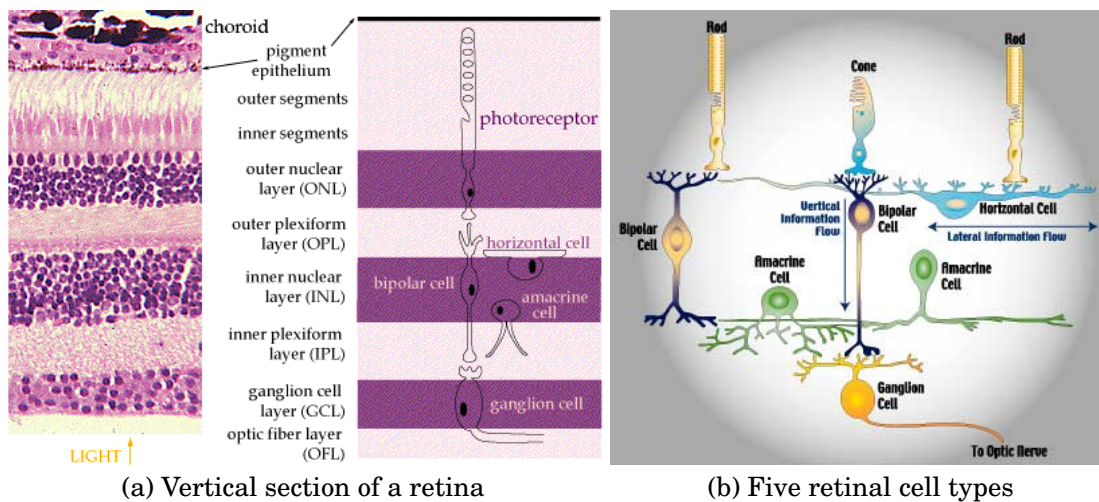 choroid
pigment
epithelium
outer segments
inner segments
outer nuclear
layer (ONL)
outer plexiform
layer (OPL)
inner nuclear
layer (INL)
inner plexiform
layer (IPL)
ganglion cell
layer (GCL)
optic fiber layer
(OFL)
LIGHT
photoreceptor
horizontal cell
bipolar cell
amacrine
cell
ganglion cell
(a) Vertical section of a retina
Rod
Cone
Rod
Vertical
Information
Flow
Bipolar
Cell
Horizontal Cell
Lateral Information Flow
Bipolar
Cell
Amacrine
Cell
Amacrine
Cell
Ganglion
Cell
To Optic Nerve
(b) Five retinal cell types